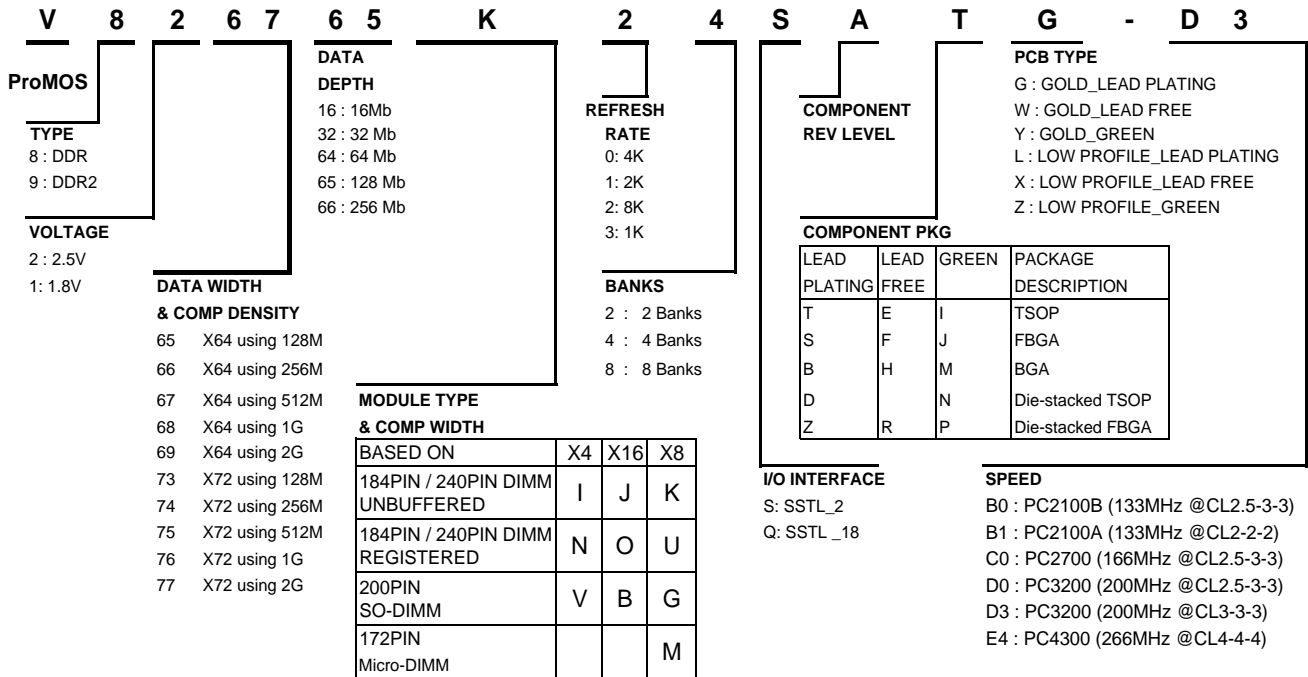 V 8 2 6 7 6 5 K 2 4 S A T G - D 3
ProMOS
TYPE
8 : DDR
9 : DDR2
VOLTAGE
2 : 2.5V
1: 1.8V
DATA WIDTH
& COMP DENSITY
65 X64 using 128M
66 X64 using 256M
67 X64 using 512M
68 X64 using 1G
69 X64 using 2G
73 X72 using 128M
74 X72 using 256M
75 X72 using 512M
76 X72 using 1G
77 X72 using 2G
DATA
DEPTH
16 : 16Mb
32 : 32 Mb
64 : 64 Mb
65 : 128 Mb
66 : 256 Mb
MODULE TYPE
& COMP WIDTH
BASED ON X4 X16 X8
184PIN / 240PIN DIMM
UNBUFFERED I J K
184PIN / 240PIN DIMM
REGISTERED N O U
200PIN
SO-DIMM V B G
172PIN
Micro-DIMM M
REFRESH
RATE
0: 4K
1: 2K
2: 8K
3: 1K
BANKS
2 : 2 Banks
4 : 4 Banks
8 : 8 Banks
I/O INTERFACE
S: SSTL_2
Q: SSTL _18
COMPONENT
REV LEVEL
COMPONENT PKG
LEAD LEAD GREEN PACKAGE
PLATING FREE DESCRIPTION
T E I TSOP
S F J FBGA
B H M BGA
D N Die-stacked TSOP
Z R P Die-stacked FBGA
PCB TYPE
G : GOLD_LEAD PLATING
W : GOLD_LEAD FREE
Y : GOLD_GREEN
L : LOW PROFILE_LEAD PLATING
X : LOW PROFILE_LEAD FREE
Z : LOW PROFILE_GREEN
SPEED
B0 : PC2100B (133MHz @CL2.5-3-3)
B1 : PC2100A (133MHz @CL2-2-2)
C0 : PC2700 (166MHz @CL2.5-3-3)
D0 : PC3200 (200MHz @CL2.5-3-3)
D3 : PC3200 (200MHz @CL3-3-3)
E4 : PC4300 (266MHz @CL4-4-4)